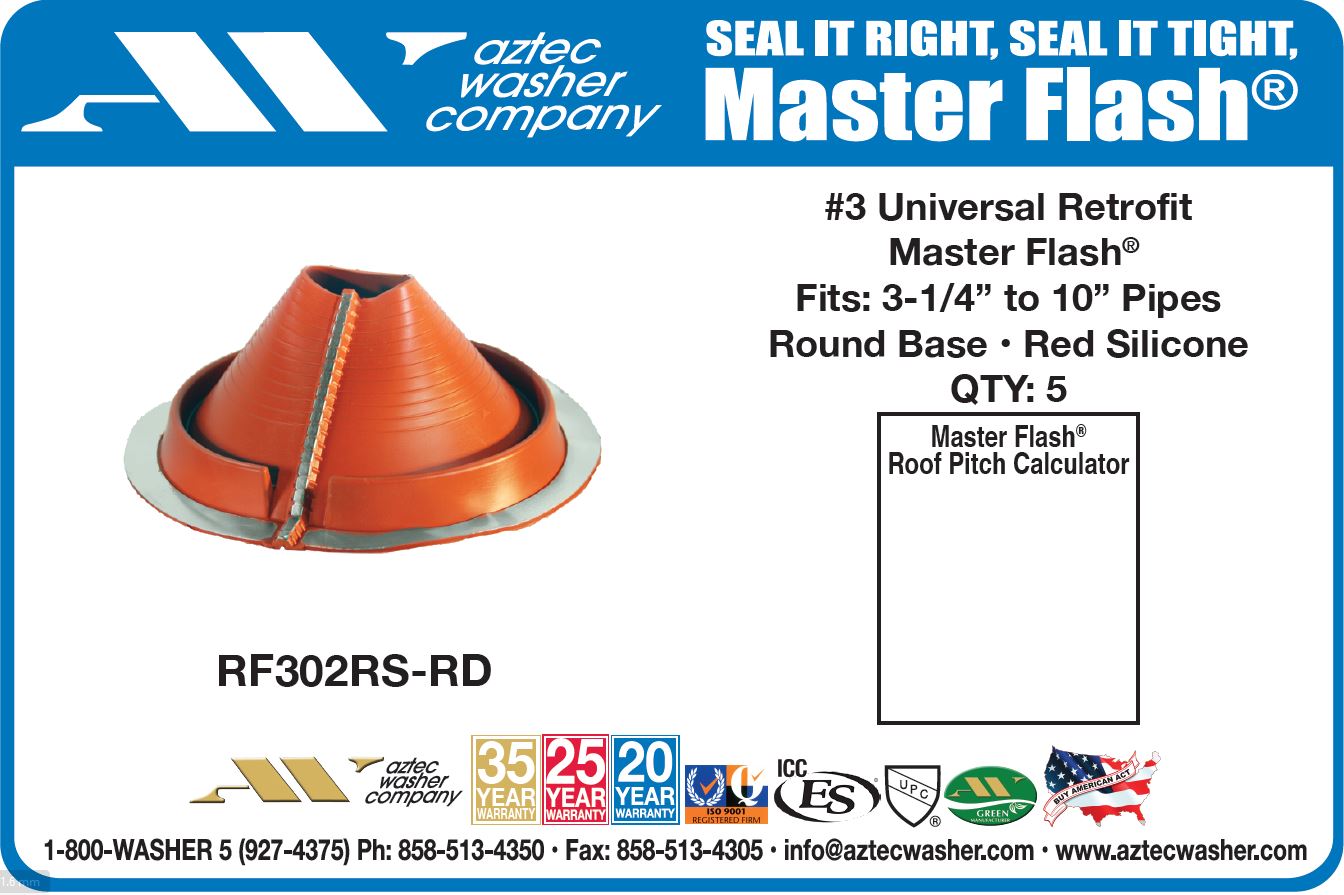 aztec
washer
company
SEAL IT RIGHT, SEAL IT TIGHT,
Master Flash®
#3 Universal Retrofit
Master Flash®
Fits: 3-1/4” to 10” Pipes
Round Base • Red Silicone
QTY: 5
Master Flash®
Roof Pitch Calculator
RF302RS-RD
aztec
washer
company
35
YEAR
WARRANTY
25
YEAR
WARRANTY
20
YEAR
WARRANTY
Q
ISO 9001
REGISTERED FIRM
ICC
ES
UPC
®
GREEN
MANUFACTURER
BUY AMERICAN ACT
1-800-WASHER 5 (927-4375) Ph: 858-513-4350 • Fax: 858-513-4305 • info@aztecwasher.com • www.aztecwasher.com
1.6 mm